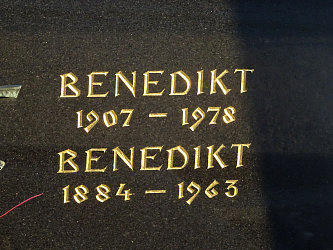 BENEDIKT
1907 – 1978
BENEDIKT
1884 – 1963